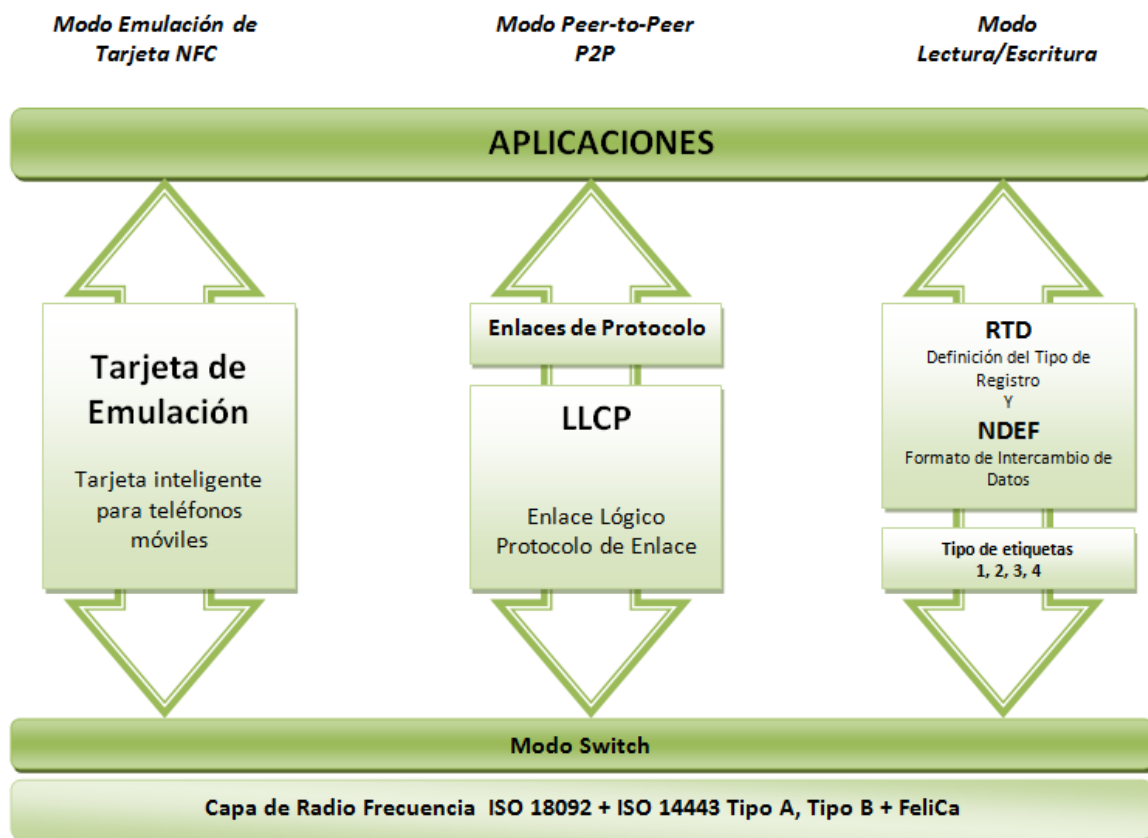 Modo Emulación de
Tarjeta NFC
Modo Peer-to-Peer
P2P
Modo
Lectura/Escritura
APLICACIONES
Tarjeta de
Emulación
Tarjeta inteligente
para teléfonos
móviles
Enlaces de Protocolo
LLCP
Enlace Lógico
Protocolo de Enlace
RTD
Definición del Tipo de
Registro
Y
NDEF
Formato de Intercambio de
Datos
Tipo de etiquetas
1, 2, 3, 4
Modo Switch
Capa de Radio Frecuencia ISO 18092 + ISO 14443 Tipo A, Tipo B + FeliCa